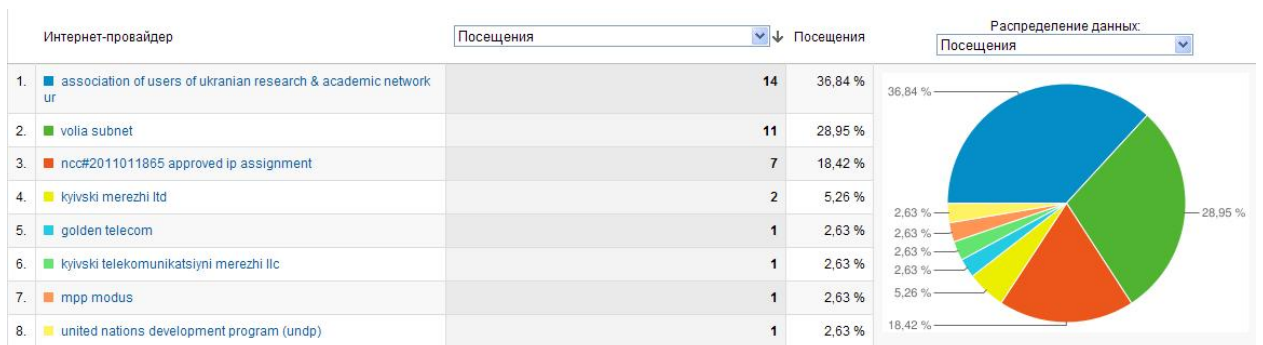 Распределение данных:
Интернет-провайдер Посещения Посещения Посещения
1. association of users of ukranian research & academic network 14 36,84 %
ur
2. volia subnet 11 28,95 %
3. ncc#2011011865 approved ip assignment 7 18,42 %
4. kyivski merezhi ltd 2 5,26 %
5. golden telecom 1 2,63 %
6. kyivski telekomunikatsiyni merezhi llc 1 2,63 %
7. mpp modus 1 2,63 %
8. united nations development program (undp) 1 2,63 %
36,84 %
28,95 %
2,63 %
2,63 %
2,63 %
2,63 %
5,26 %
18,42 %